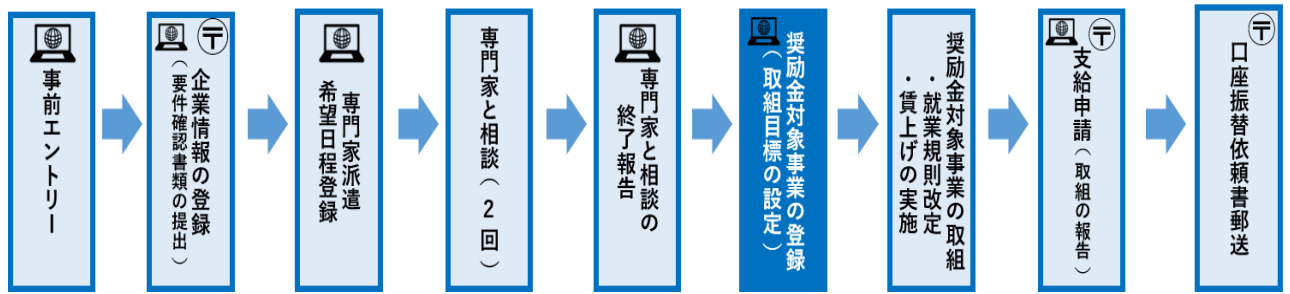 事前エントリー
〒
企業情報の登録
（要件確認書類の提出）
専門家派遣
希望日程登録
専門家と相談（2回）
専門家と相談の
終了報告
奨励金対象事業の登録
（取組目標の設定）
奨励金対象事業の取組
・就業規則改定
・賃上げの実施
〒
支給申請（取組の報告）
〒
口座振替依頼書郵送